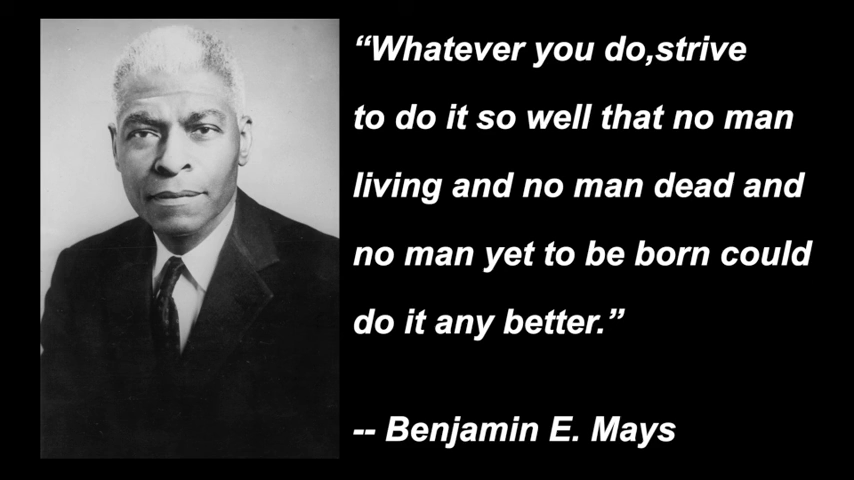 “Whatever you do,strive
to do it so well that no man
living and no man dead and
no man yet to be born could
do it any better.”
-- Benjamin E. Mays